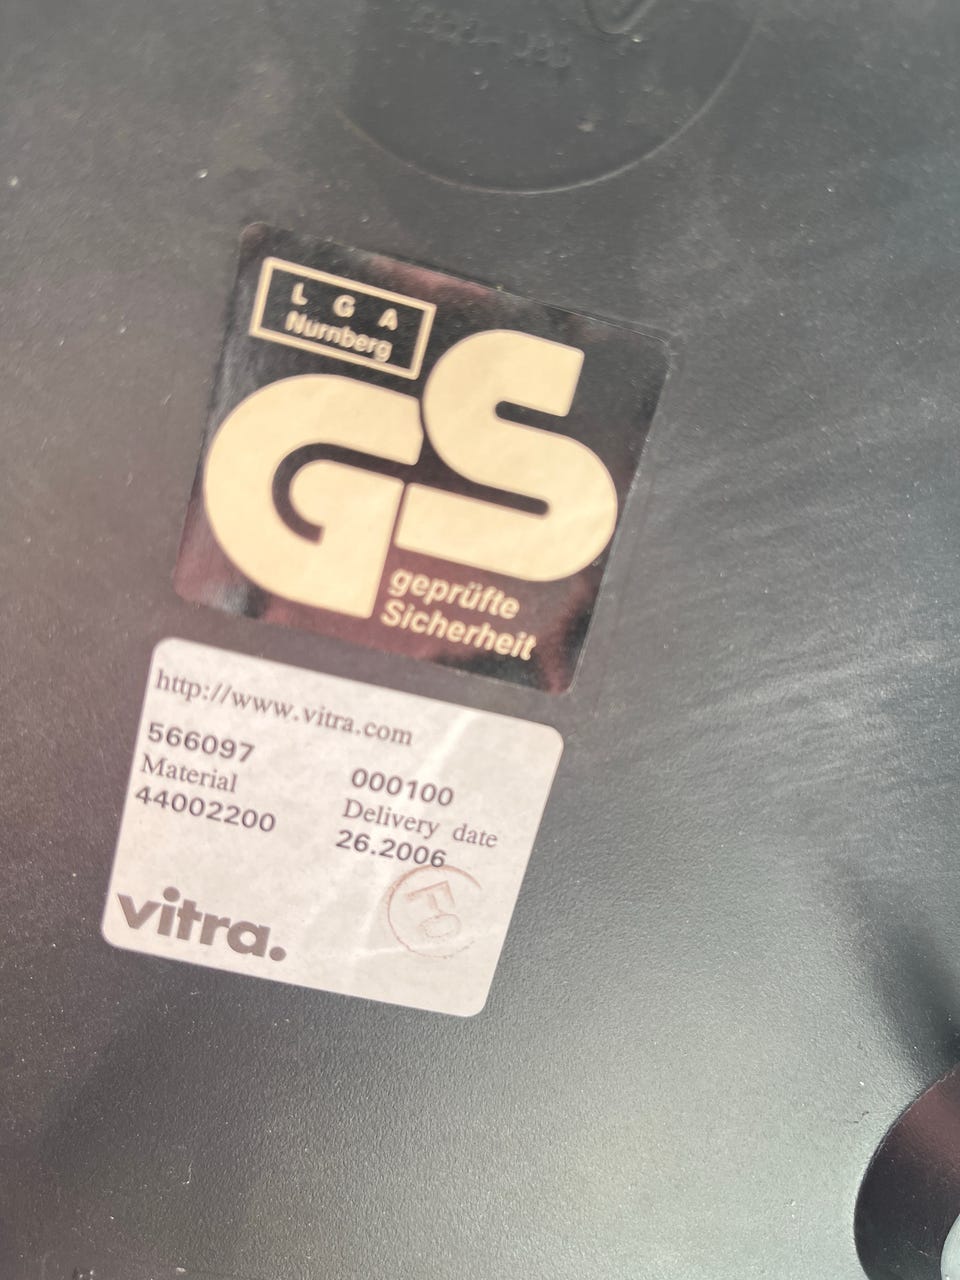 L G A
Nürnberg
GS
geprüfte
Sicherheit
http://www.vitra.com
566097 000100
Material Delivery date
44002200 26.2006
vitra.